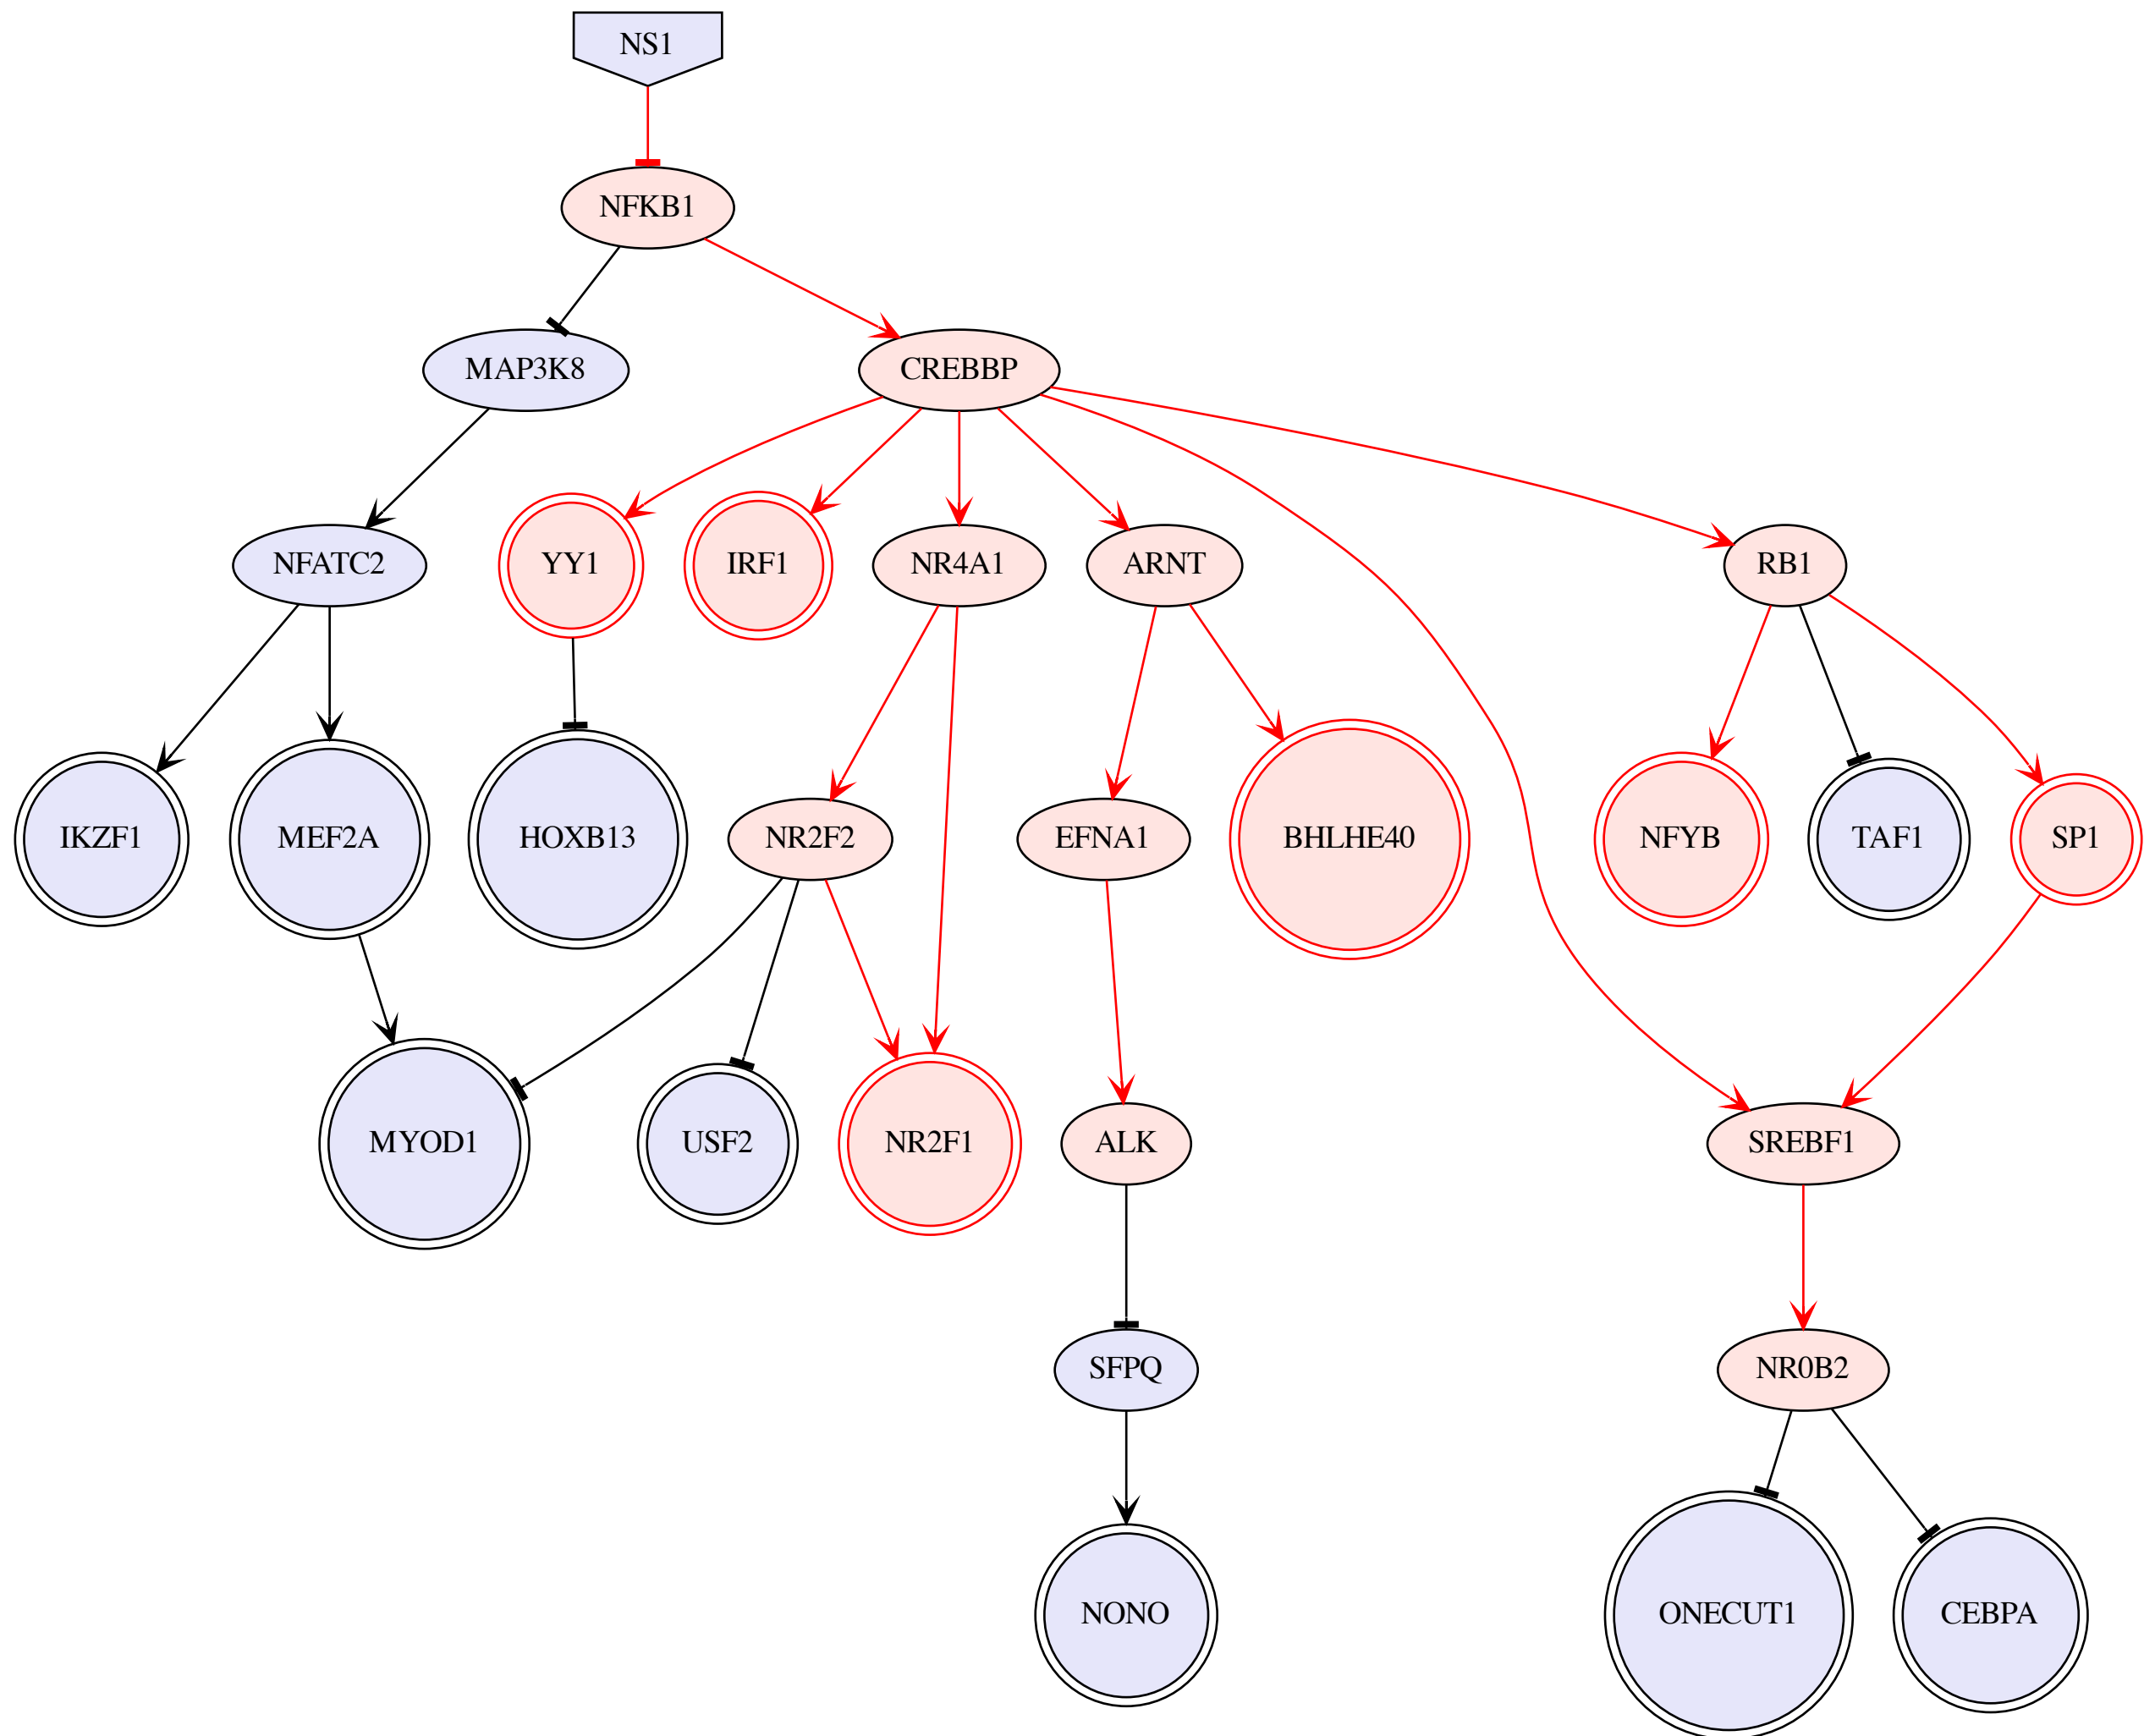 NS1
NFKB1
MAP3K8
CREBBP
NFATC2
YY1
IRF1
NR4A1
ARNT
RB1
IKZF1
MEF2A
HOXB13
NR2F2
EFNA1
BHLHE40
NFYB
TAF1
SP1
MYOD1
USF2
NR2F1
ALK
SREBF1
SFPQ
NR0B2
NONO
ONECUT1
CEBPA